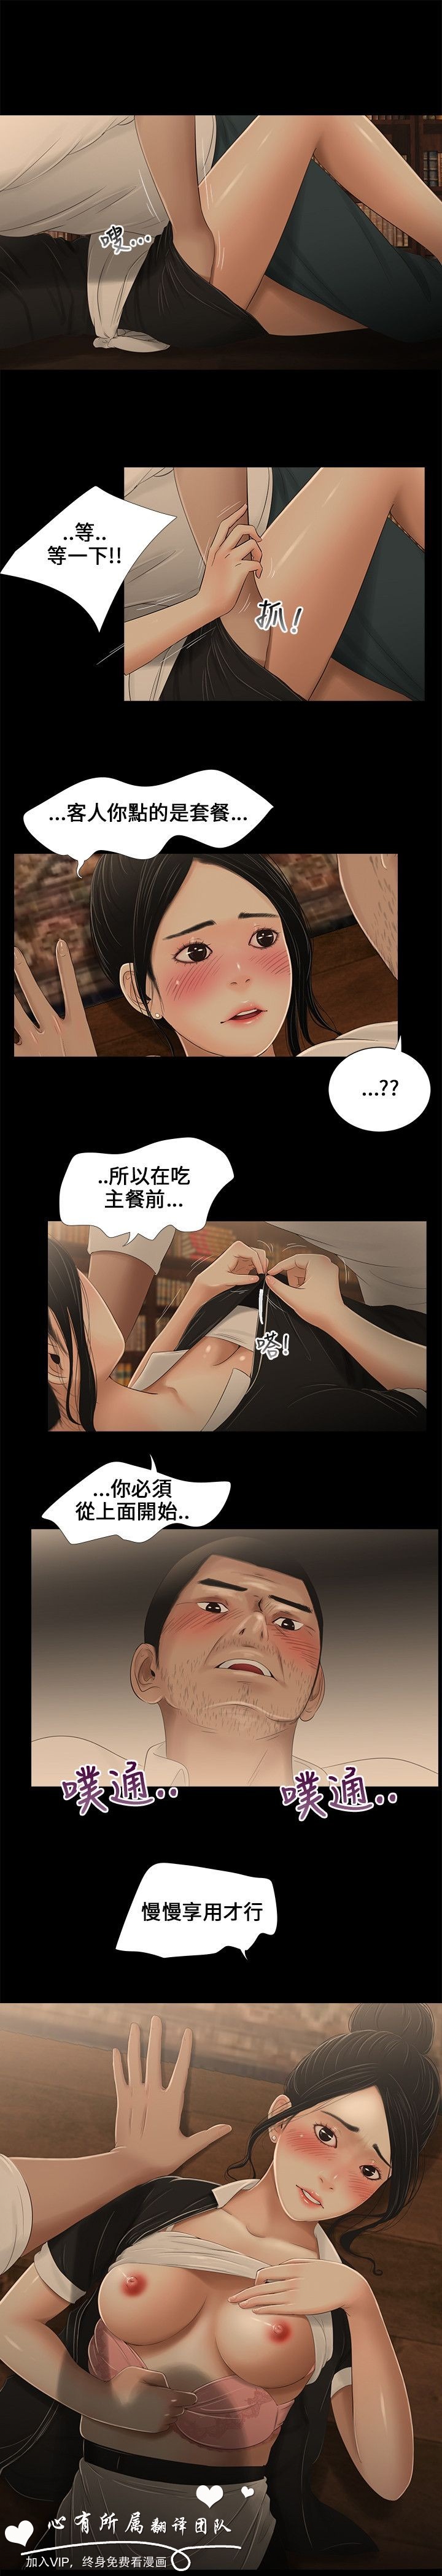 嗖...
..等..
等一下!!
抓!
...客人你點的是套餐...
...??
..所以在吃
主餐前...
嗒!
...你必須
從上面開始..
噗通..
噗通..
慢慢享用才行
心有所属翻译团队
加入VIP，终身免费看漫画